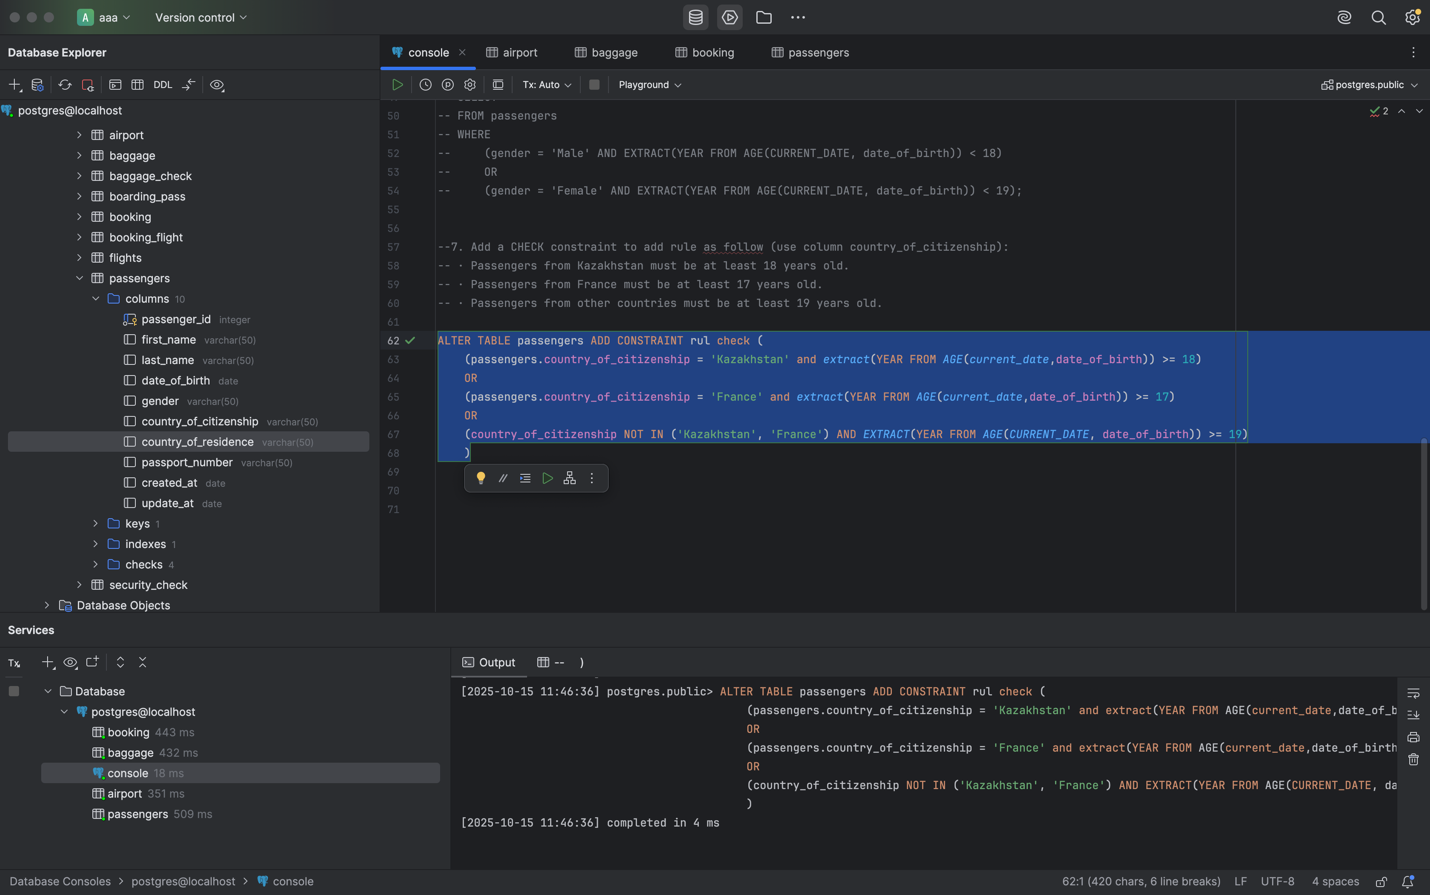 A aaa Version control
Database Explorer
console airport baggage booking passengers
DDL
Tx: Auto Playground postgres.public
postgres@localhost
airport
baggage
baggage_check
boarding_pass
booking
booking_flight
flights
passengers
columns 10
passenger_id integer
first_name varchar(50)
last_name varchar(50)
date_of_birth date
gender varchar(50)
country_of_citizenship varchar(50)
country_of_residence varchar(50)
passport_number varchar(50)
created_at date
update_at date
keys 1
indexes 1
checks 4
security_check
Database Objects
2
50 -- FROM passengers
51 -- WHERE
52 --     (gender = 'Male' AND EXTRACT(YEAR FROM AGE(CURRENT_DATE, date_of_birth)) < 18)
53 --     OR
54 --     (gender = 'Female' AND EXTRACT(YEAR FROM AGE(CURRENT_DATE, date_of_birth)) < 19);
55
56
57 --7. Add a CHECK constraint to add rule as follow (use column country_of_citizenship):
58 -- · Passengers from Kazakhstan must be at least 18 years old.
59 -- · Passengers from France must be at least 17 years old.
60 -- · Passengers from other countries must be at least 19 years old.
61
62 ALTER TABLE passengers ADD CONSTRAINT rul check (
63     (passengers.country_of_citizenship = 'Kazakhstan' and extract(YEAR FROM AGE(current_date,date_of_birth)) >= 18)
64     OR
65     (passengers.country_of_citizenship = 'France' and extract(YEAR FROM AGE(current_date,date_of_birth)) >= 17)
66     OR
67     (country_of_citizenship NOT IN ('Kazakhstan', 'France') AND EXTRACT(YEAR FROM AGE(CURRENT_DATE, date_of_birth)) >= 19)
68     )
69
70
71
Services
Tx
Database
postgres@localhost
booking 443 ms
baggage 432 ms
console 18 ms
airport 351 ms
passengers 509 ms
Output -- )
[2025-10-15 11:46:36] postgres.public> ALTER TABLE passengers ADD CONSTRAINT rul check (
(passengers.country_of_citizenship = 'Kazakhstan' and extract(YEAR FROM AGE(current_date,date_of_b
OR
(passengers.country_of_citizenship = 'France' and extract(YEAR FROM AGE(current_date,date_of_birth
OR
(country_of_citizenship NOT IN ('Kazakhstan', 'France') AND EXTRACT(YEAR FROM AGE(CURRENT_DATE, da
)
[2025-10-15 11:46:36] completed in 4 ms
Database Consoles > postgres@localhost > console
62:1 (420 chars, 6 line breaks) LF UTF-8 4 spaces